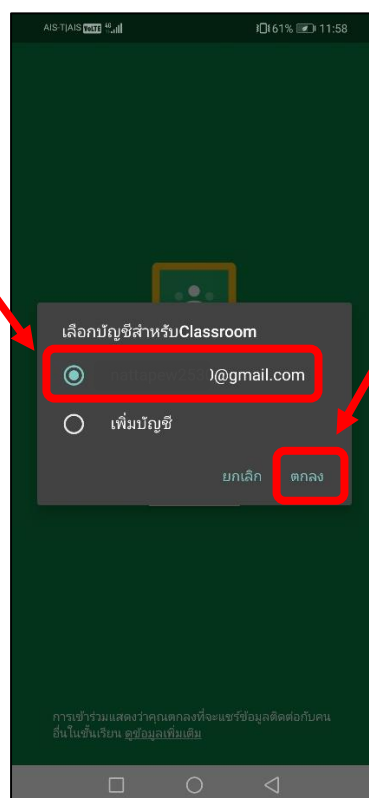 AIS-T|AIS VoLTE 4G 61% 11:58
เลือกบัญชีสำหรับClassroom
@gmail.com
เพิ่มบัญชี
ยกเลิก ตกลง
การเข้าร่วมแสดงว่าคุณตกลงที่จะแชร์ข้อมูลติดต่อกับคน
อื่นในชั้นเรียน ดูข้อมูลเพิ่มเติม